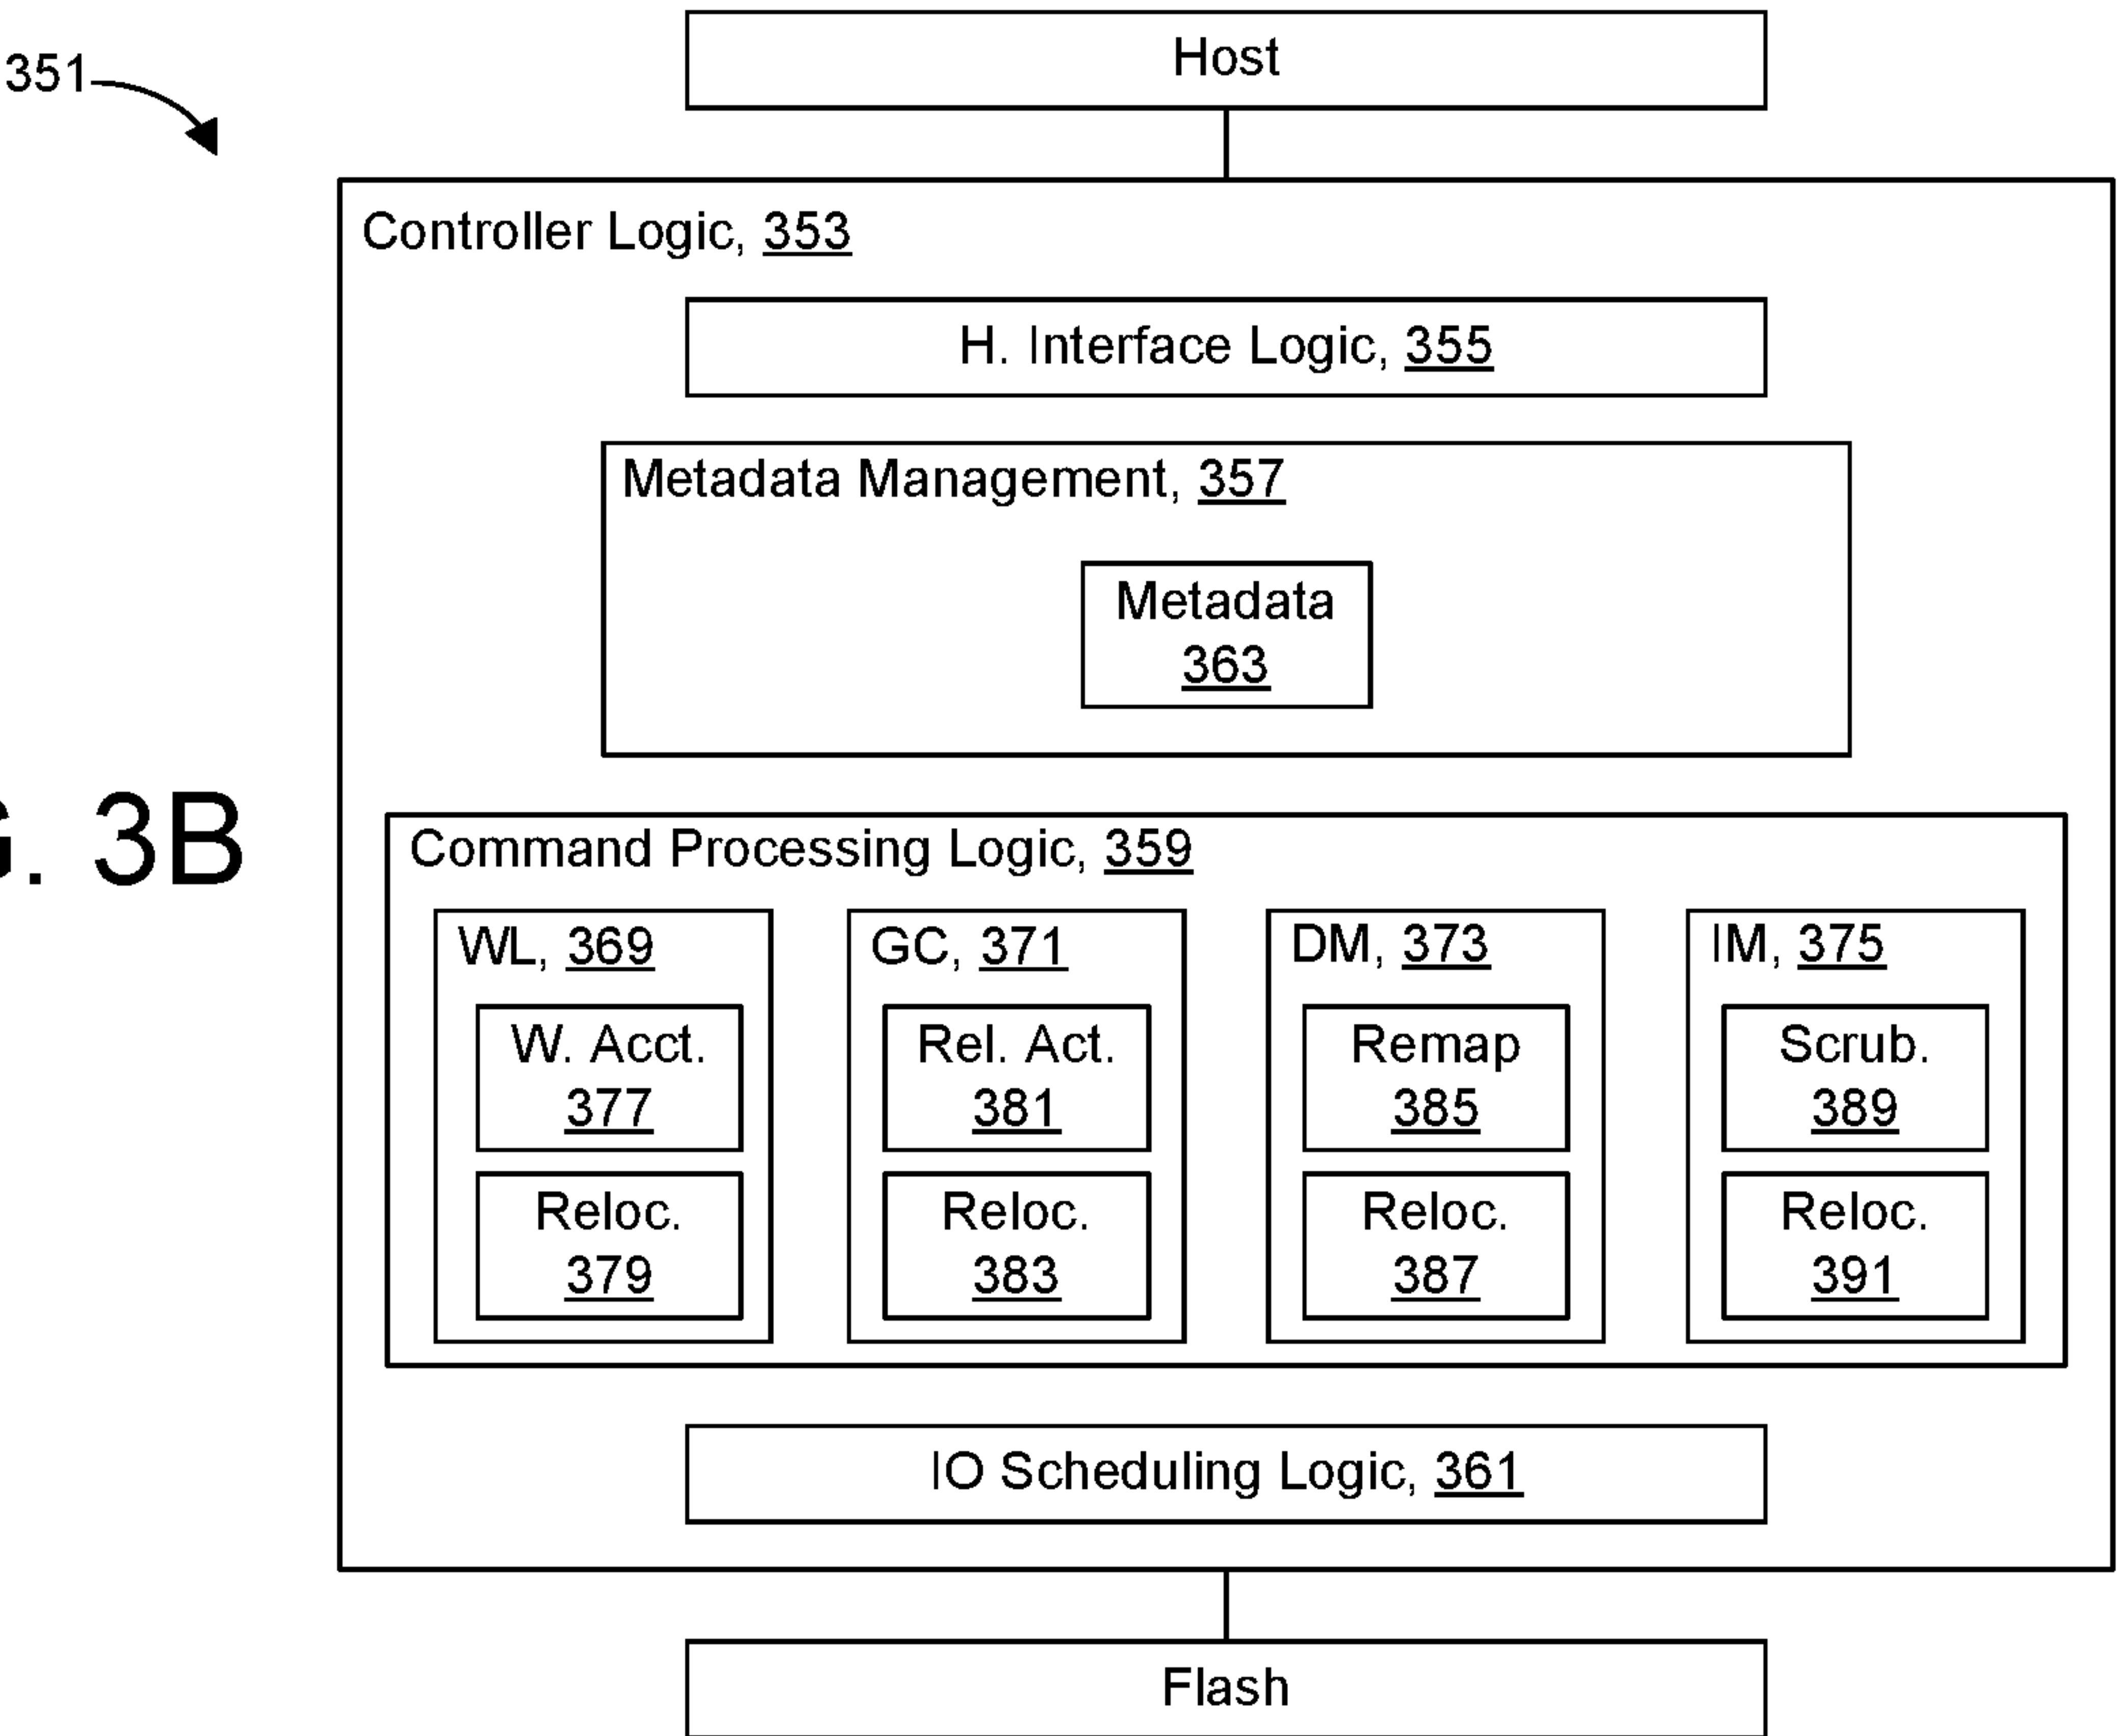 351
Host
Controller Logic, 353
H. Interface Logic, 355
Metadata Management, 357
Metadata
363
G. 3B
Command Processing Logic, 359
WL, 369
W. Acct.
377
Reloc.
379
GC, 371
Rel. Act.
381
Reloc.
383
DM, 373
Remap
385
Reloc.
387
IM, 375
Scrub.
389
Reloc.
391
IO Scheduling Logic, 361
Flash